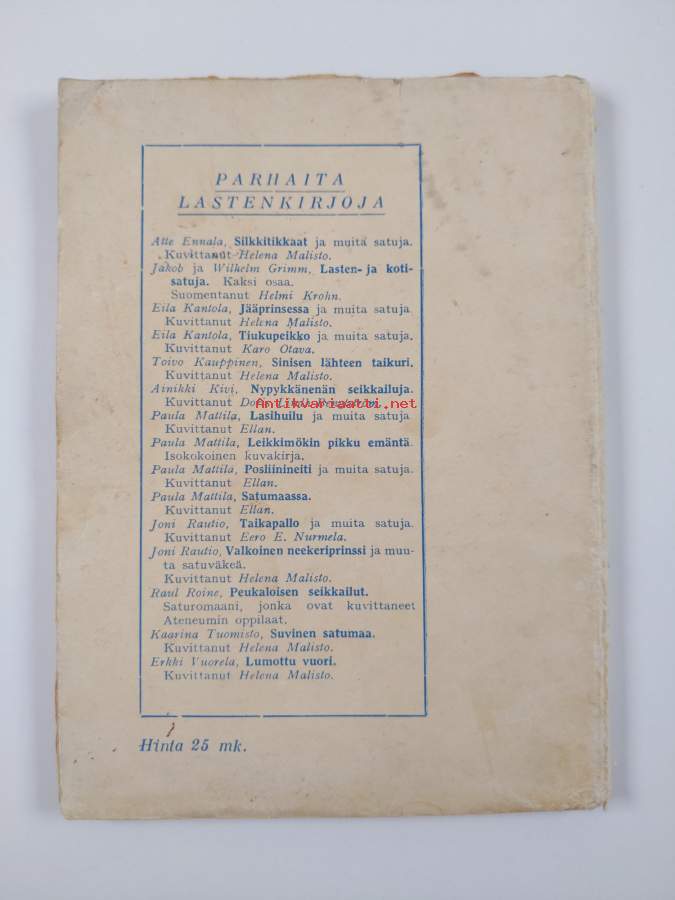 PARHAITA
LASTENKIRJOJA
Atte Ennala, Silkkitikkaat ja muita satuja.
Kuvittanut Helena Malisto.
Jakob ja Wilhelm Grimm, Lasten- ja koti-
satuja. Kaksi osaa.
Suomentanut Helmi Krohn.
Eila Kantola, Jääprinsessa ja muita satuja
Kuvittanut Helena Malisto.
Eila Kantola, Tiukupeikko ja muita satuja.
Kuvittanut Karo Otava.
Toivo Kauppinen, Sinisen lähteen taikuri.
Kuvittanut Helena Malisto.
Ainikki Kivi, Nypykkänenän seikkailuja.
Kuvittanut
Antikvariaatti.net
Paula Mattila, Lasihuilu ja muita satuja
Kuvittanut Ellan.
Paula Mattila, Leikkimökin pikku emäntä.
Isokokoinen kuvakirja.
Paula Mattila, Posliinineiti ja muita satuja.
Kuvittanut Ellan.
Paula Mattila, Satumaassa.
Kuvittanut Ellan.
Joni Rautio, Taikapallo ja muita satuja.
Kuvittanut Eero E. Nurmela.
Joni Rautio, Valkoinen neekeriprinssi ja muu-
ta satuväkeä.
Kuvittanut Helena Malisto.
Raul Roine, Peukaloisen seikkailut.
Saturomaani, jonka ovat kuvittaneet
Ateneumin oppilaat.
Kaarina Tuomisto, Suvinen satumaa.
Kuvittanut Helena Malisto.
Erkki Vuorela, Lumottu vuori.
Kuvittanut Helena Malisto.
Hinta 25 mk.